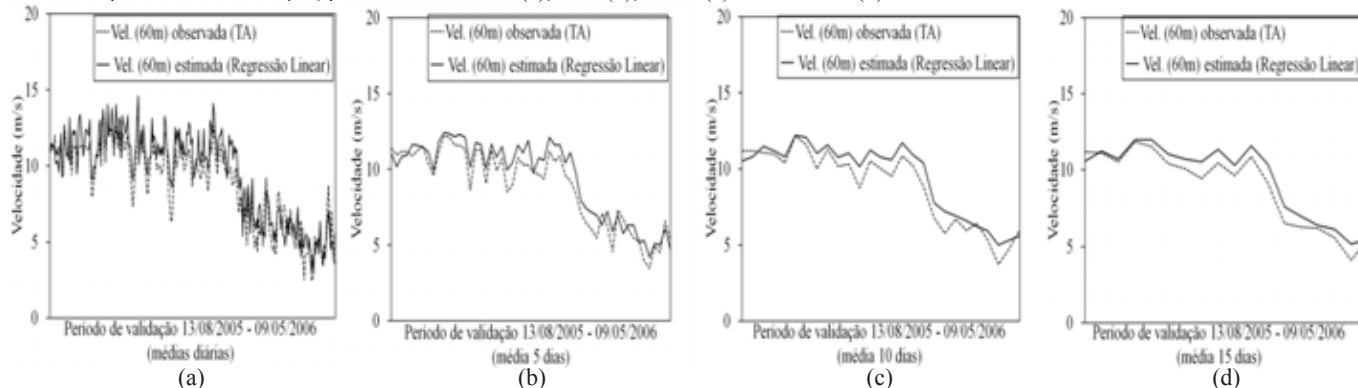 20
15
10
5
0
Velocidade (m/s)
Vel. (60m) observada (TA)
Vel. (60m) estimada (Regressão Linear)
Periodo de validação 13/08/2005 - 09/05/2006
(médias diárias)
(a)
20
15
10
5
0
Velocidade (m/s)
Vel. (60m) observada (TA)
Vel. (60m) estimada (Regressão Linear)
Periodo de validação 13/08/2005 - 09/05/2006
(média 5 dias)
(b)
20
15
10
5
0
Velocidade (m/s)
Vel. (60m) observada (TA)
Vel. (60m) estimada (Regressão Linear)
Periodo de validação 13/08/2005 - 09/05/2006
(média 10 dias)
(c)
20
15
10
5
0
Velocidade (m/s)
Vel. (60m) observada (TA)
Vel. (60m) estimada (Regressão Linear)
Periodo de validação 13/08/2005 - 09/05/2006
(média 15 dias)
(d)